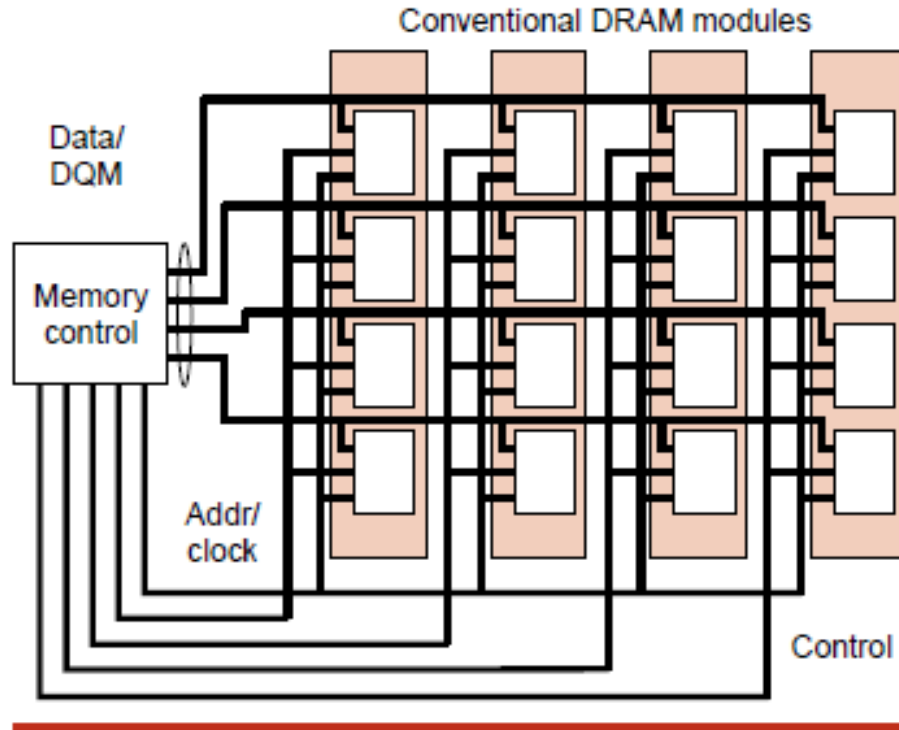 Conventional DRAM modules
Data/
DQM
Memory
control
Addr/
clock
Control